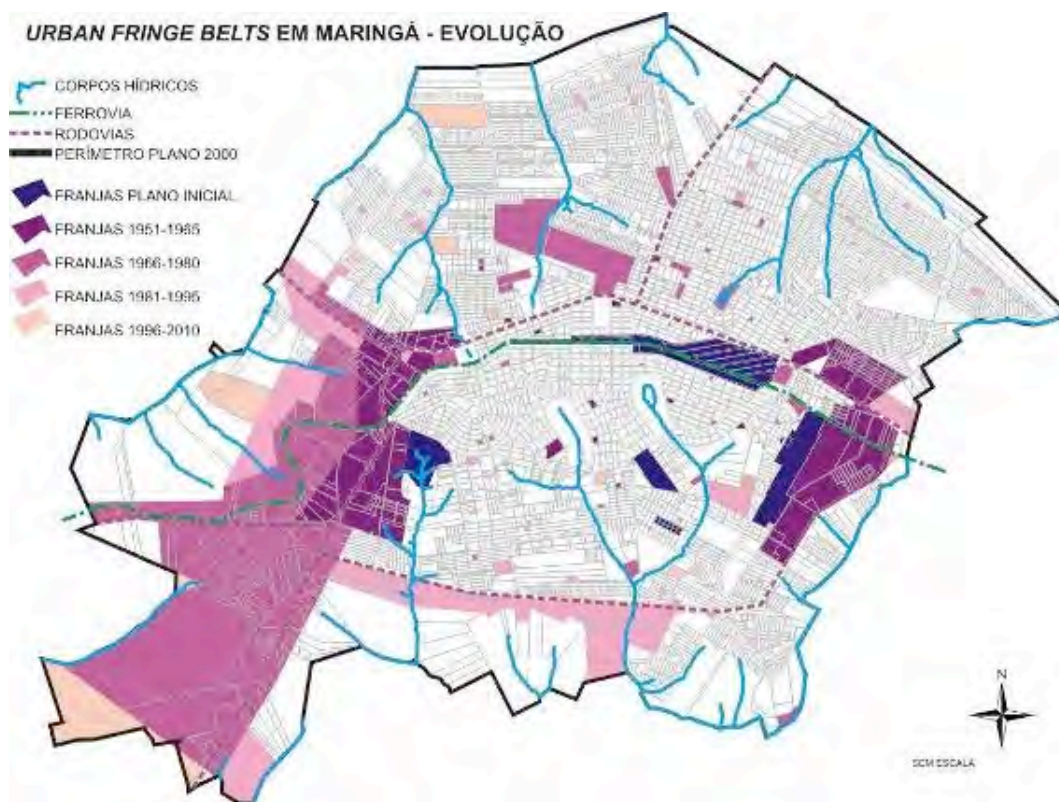 URBAN FRINGE BELTS EM MARINGÁ - EVOLUÇÃO
CORPOS HÍDRICOS
FERROVIA
RODOVIAS
PERÍMETRO PLANO 2000
FRANJAS PLANO INICIAL
FRANJAS 1951-1965
FRANJAS 1966-1980
FRANJAS 1981-1995
FRANJAS 1996-2010
N
SEM ESCALA